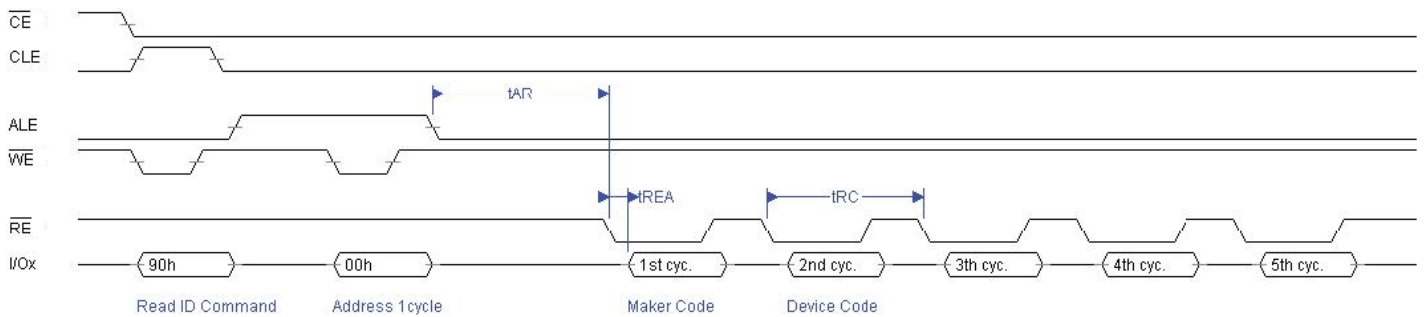 CE
CLE
tAR
ALE
WE
tREA
tRC
RE
I/Ox
90h
00h
1st cyc.
2nd cyc.
3th cyc.
4th cyc.
5th cyc.
Read ID Command
Address 1cycle
Maker Code
Device Code